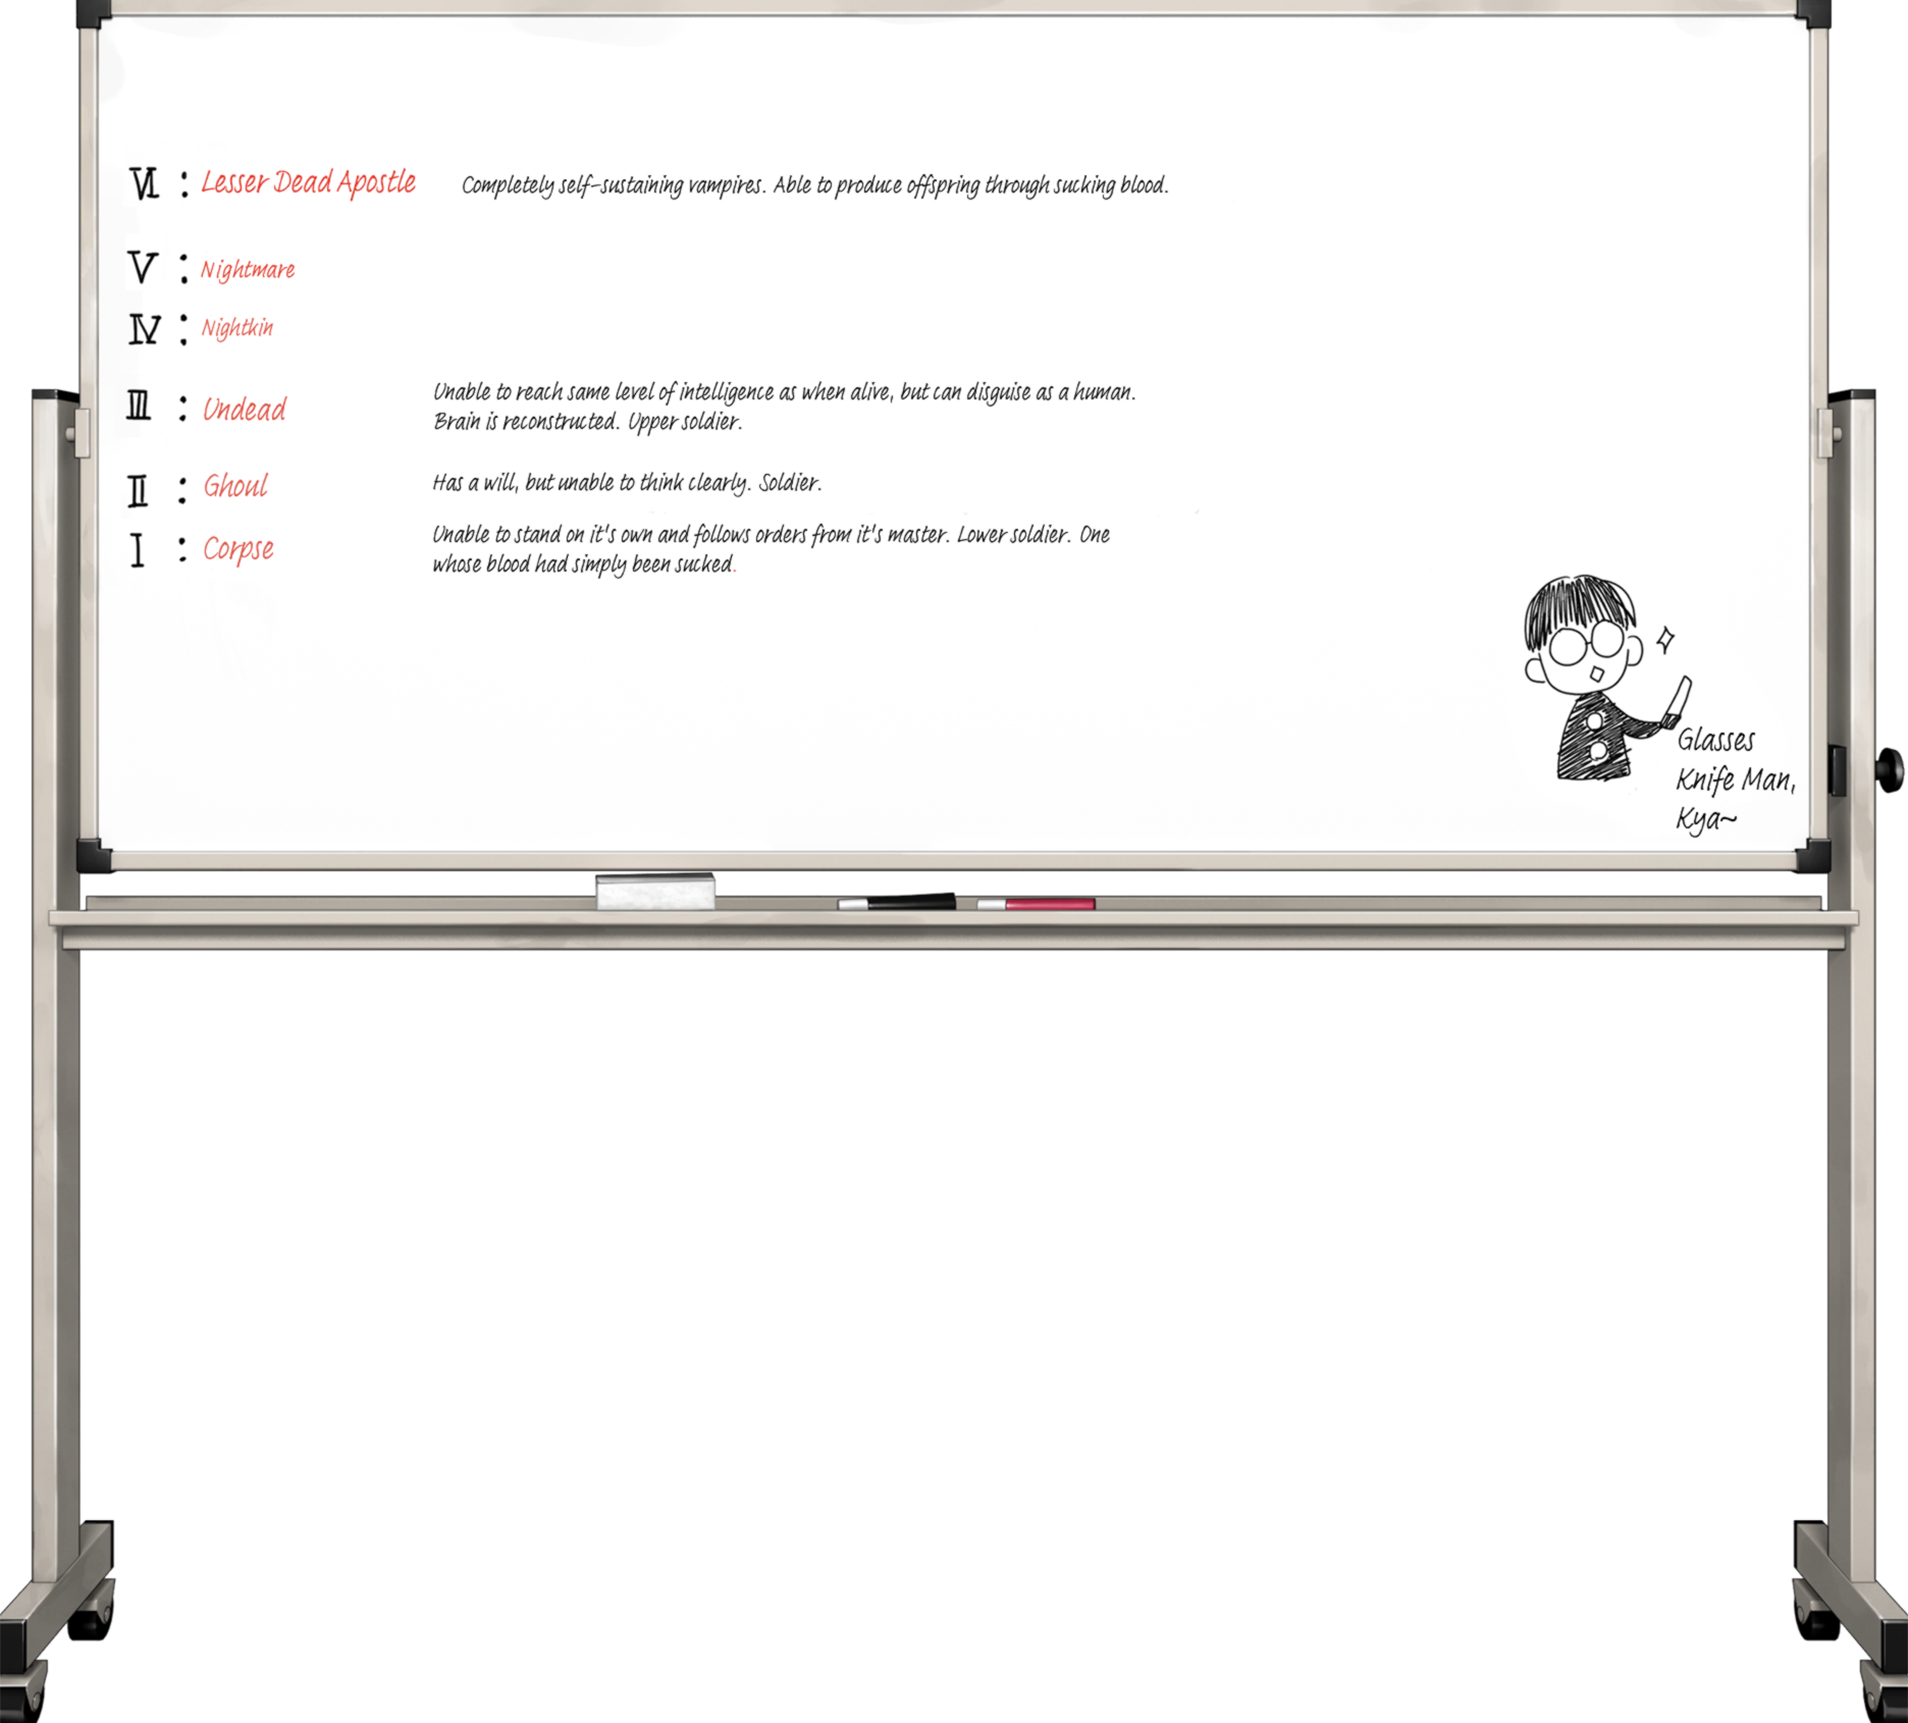 VI : Lesser Dead Apostle Completely self-sustaining vampires. Able to produce offspring through sucking blood.
V : Nightmare
IV : Nightkin
III : Undead Unable to reach same level of intelligence as when alive, but can disguise as a human.
Brain is reconstructed. Upper soldier.
II : Ghoul Has a will, but unable to think clearly. Soldier.
I : Corpse Unable to stand on it's own and follows orders from it's master. Lower soldier. One
whose blood had simply been sucked.
Glasses
Knife Man,
Kya~